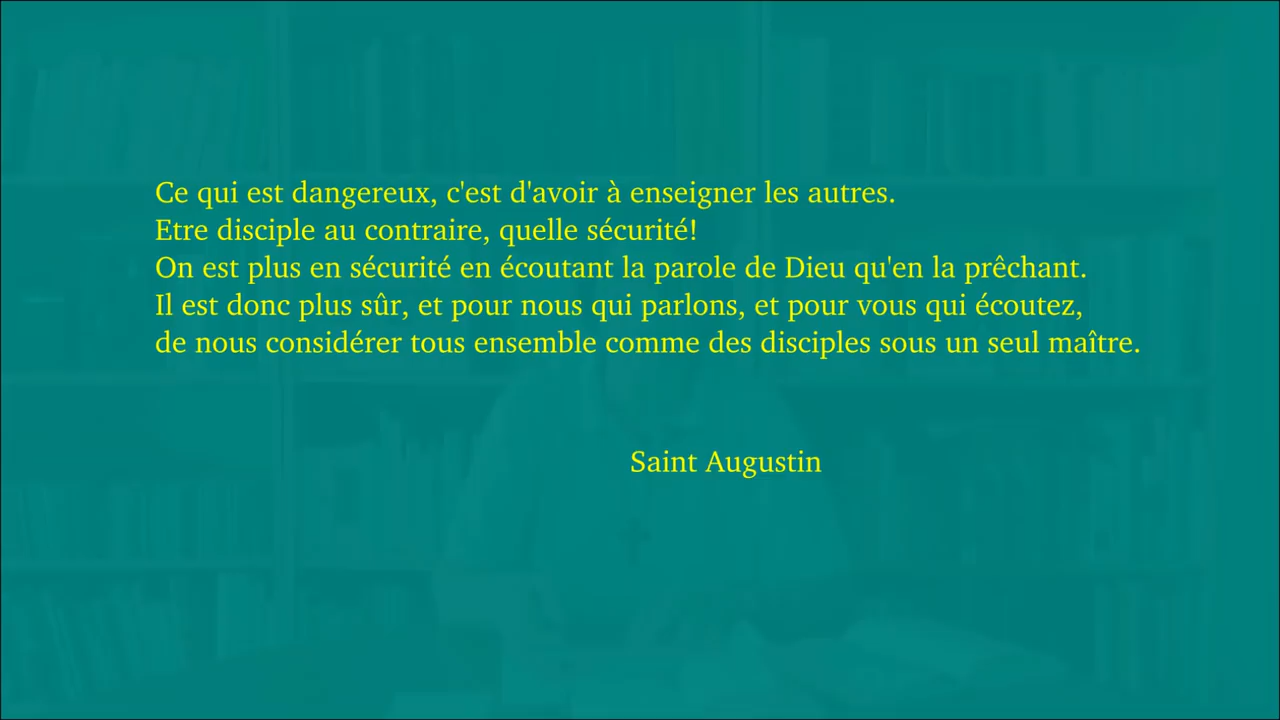 Ce qui est dangereux, c'est d'avoir à enseigner les autres.
Etre disciple au contraire, quelle sécurité!
On est plus en sécurité en écoutant la parole de Dieu qu'en la prêchant.
Il est donc plus sûr, et pour nous qui parlons, et pour vous qui écoutez,
de nous considérer tous ensemble comme des disciples sous un seul maître.
Saint Augustin